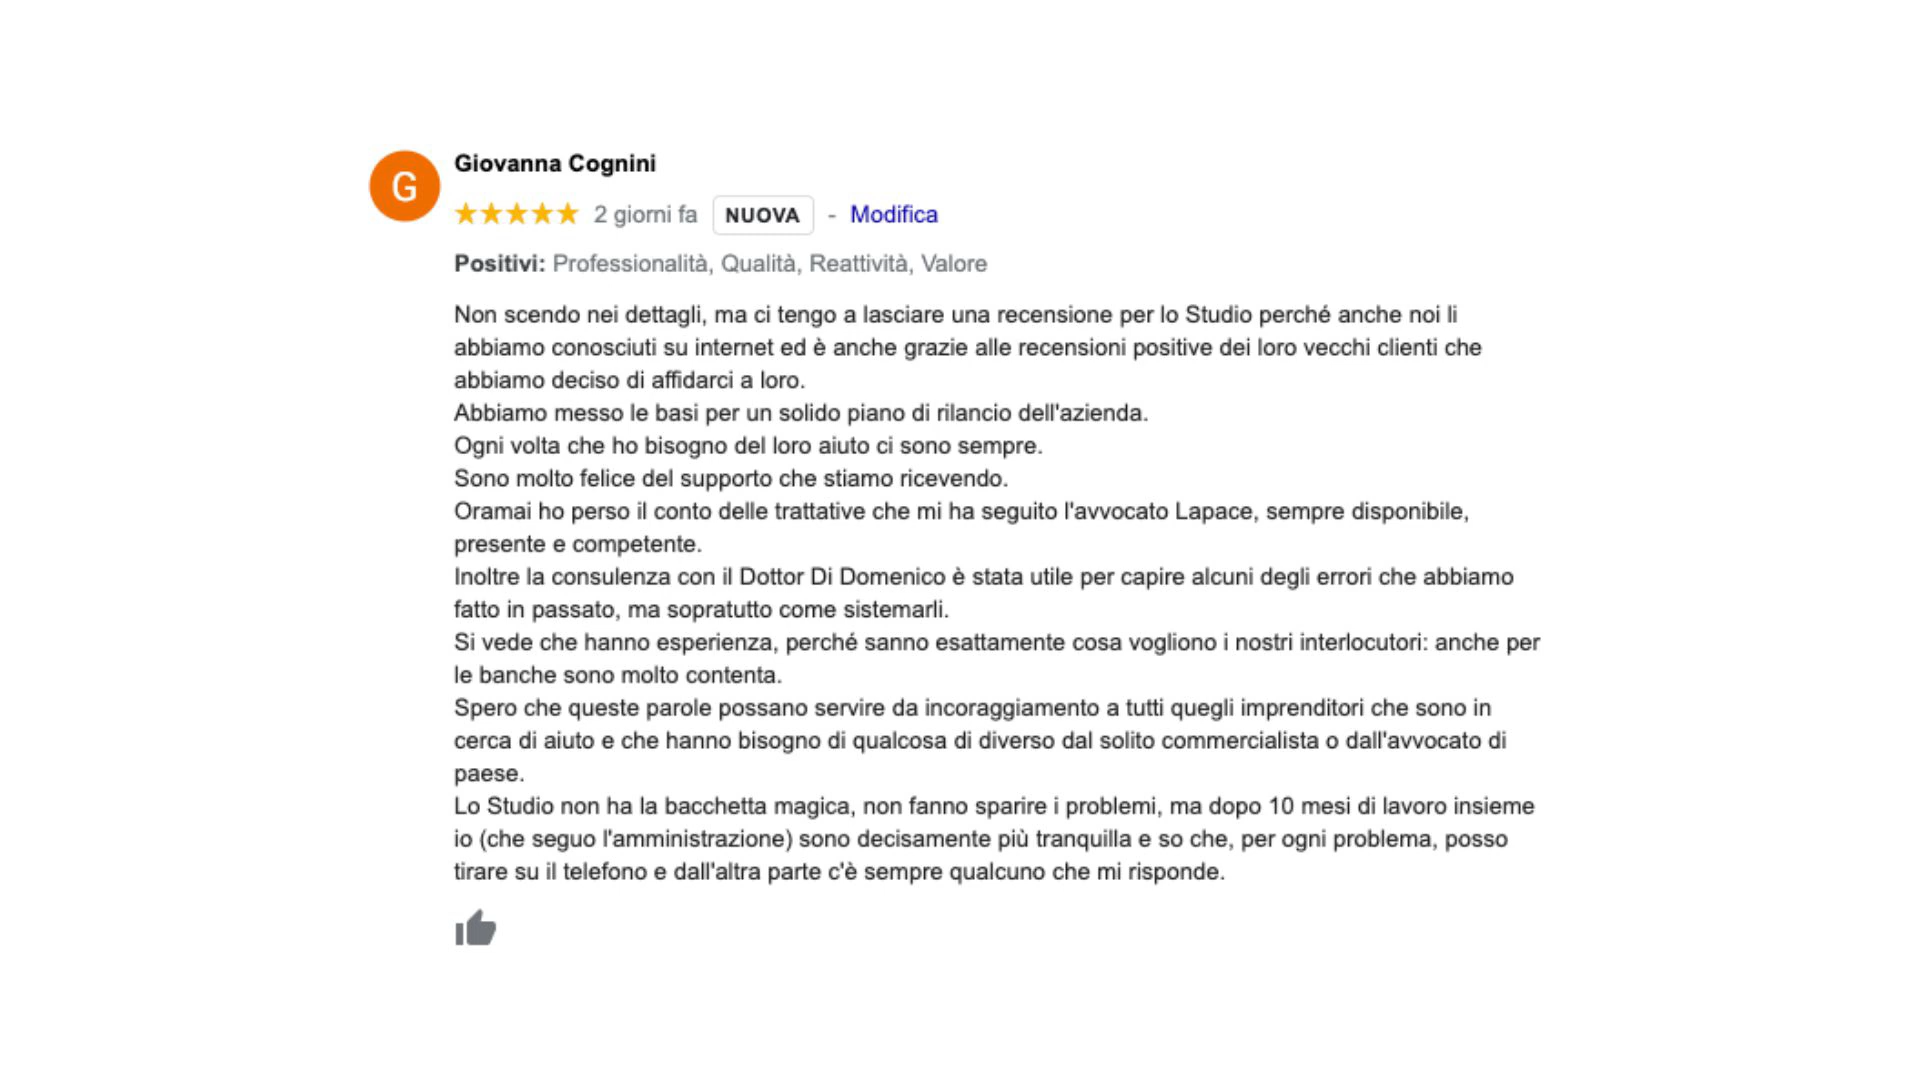 G
Giovanna Cognini
2 giorni fa NUOVA - Modifica
Positivi: Professionalità, Qualità, Reattività, Valore
Non scendo nei dettagli, ma ci tengo a lasciare una recensione per lo Studio perché anche noi li
abbiamo conosciuti su internet ed è anche grazie alle recensioni positive dei loro vecchi clienti che
abbiamo deciso di affidarci a loro.
Abbiamo messo le basi per un solido piano di rilancio dell'azienda.
Ogni volta che ho bisogno del loro aiuto ci sono sempre.
Sono molto felice del supporto che stiamo ricevendo.
Oramai ho perso il conto delle trattative che mi ha seguito l'avvocato Lapace, sempre disponibile,
presente e competente.
Inoltre la consulenza con il Dottor Di Domenico è stata utile per capire alcuni degli errori che abbiamo
fatto in passato, ma sopratutto come sistemarli.
Si vede che hanno esperienza, perché sanno esattamente cosa vogliono i nostri interlocutori: anche per
le banche sono molto contenta.
Spero che queste parole possano servire da incoraggiamento a tutti quegli imprenditori che sono in
cerca di aiuto e che hanno bisogno di qualcosa di diverso dal solito commercialista o dall'avvocato di
paese.
Lo Studio non ha la bacchetta magica, non fanno sparire i problemi, ma dopo 10 mesi di lavoro insieme
io (che seguo l'amministrazione) sono decisamente più tranquilla e so che, per ogni problema, posso
tirare su il telefono e dall'altra parte c'è sempre qualcuno che mi risponde.